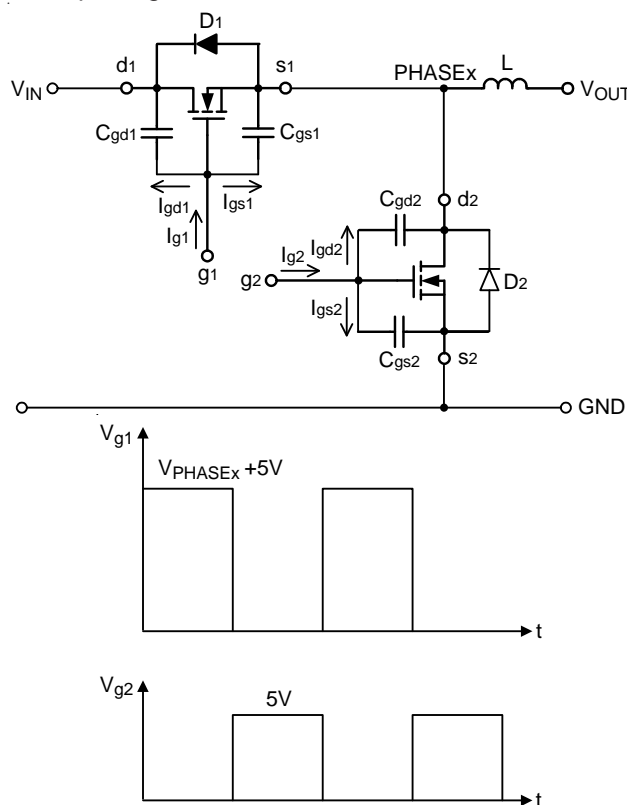 D1
d1
s1
VIN
PHASEx
L
VOUT
Cgd1
Cgs1
Igd1
Igs1
Ig1
g1
Cgd2
d2
Ig2
Igd2
g2
D2
Igs2
Cgs2
s2
GND
Vg1
VPHASEx +5V
t
Vg2
5V
t